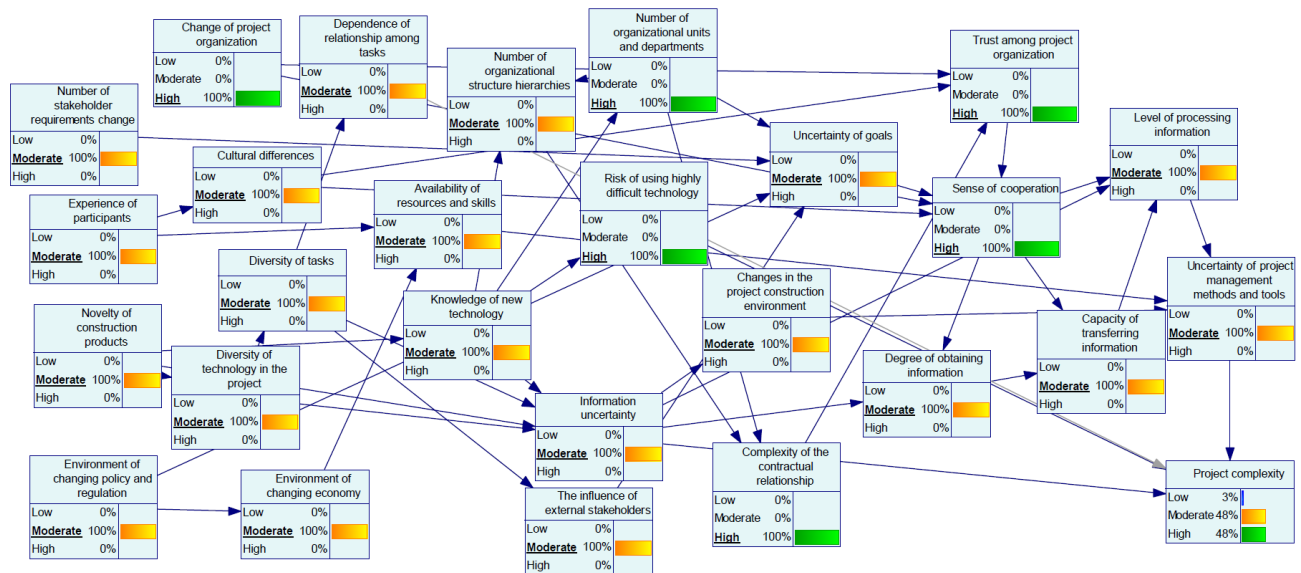 Change of project
organization
Low 0%
Moderate 0%
High 100%
Dependence of
relationship among
tasks
Low 0%
Moderate 100%
High 0%
Number of
organizational
structure hierarchies
Low 0%
Moderate 100%
High 0%
Number of
organizational units
and departments
Low 0%
Moderate 0%
High 100%
Trust among project
organization
Low 0%
Moderate 0%
High 100%
Number of
stakeholder
requirements change
Low 0%
Moderate 100%
High 0%
Cultural differences
Low 0%
Moderate 100%
High 0%
Availability of
resources and skills
Low 0%
Moderate 100%
High 0%
Risk of using highly
difficult technology
Low 0%
Moderate 0%
High 100%
Uncertainty of goals
Low 0%
Moderate 100%
High 0%
Sense of cooperation
Low 0%
Moderate 0%
High 100%
Level of processing
information
Low 0%
Moderate 100%
High 0%
Experience of
participants
Low 0%
Moderate 100%
High 0%
Diversity of tasks
Low 0%
Moderate 100%
High 0%
Knowledge of new
technology
Low 0%
Moderate 100%
High 0%
Changes in the
project construction
environment
Low 0%
Moderate 100%
High 0%
Uncertainty of project
management
methods and tools
Low 0%
Moderate 100%
High 0%
Novelty of
construction
products
Low 0%
Moderate 100%
High 0%
Diversity of
technology in the
project
Low 0%
Moderate 100%
High 0%
Information
uncertainty
Low 0%
Moderate 100%
High 0%
Degree of obtaining
information
Low 0%
Moderate 100%
High 0%
Capacity of
transferring
information
Low 0%
Moderate 100%
High 0%
Environment of
changing policy and
regulation
Low 0%
Moderate 100%
High 0%
Environment of
changing economy
Low 0%
Moderate 100%
High 0%
The influence of
external stakeholders
Low 0%
Moderate 100%
High 0%
Complexity of the
contractual
relationship
Low 0%
Moderate 0%
High 100%
Project complexity
Low 3%
Moderate 48%
High 48%